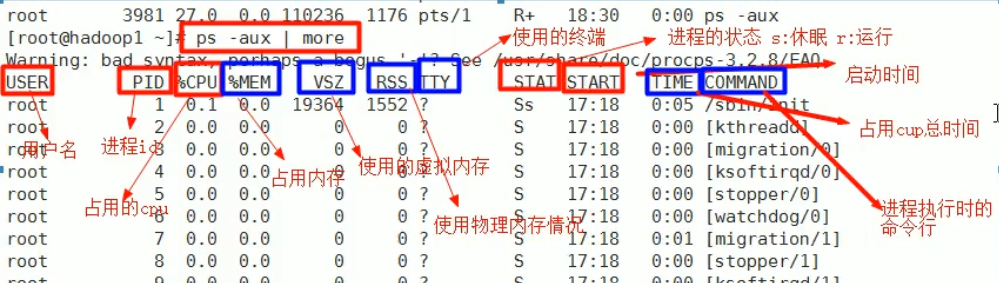 root 3981 27.0 0.0 110236 1176 pts/1 R+ 18:30 0:00 ps -aux
[root@hadoop1 ~]# ps -aux | more
使用的终端
进程的状态 s:休眠 r:运行
Warning: bad syntax, perhaps a bogus '-'? See /usr/share/doc/procps-3.2.8/FAQ
启动时间
USER PID %CPU %MEM VSZ RSS TTY STAT START TIME COMMAND
root 1 0.1 0.0 19364 1552 ? Ss 17:18 0:05 /sbin/init
root 2 0.0 0.0 0 0 ? S 17:18 0:00 [kthreadd]
占用cup总时间
用户名
进程id
root 3 0.0 0.0 0 0 ? S 17:18 0:00 [migration/0]
占用内存
使用的虚拟内存
root 4 0.0 0.0 0 0 ? S 17:18 0:00 [ksoftirqd/0]
root 5 0.0 0.0 0 0 ? S 17:18 0:00 [stopper/0]
占用的cpu
进程执行时的
命令行
root 6 0.0 0.0 0 0 ? S 17:18 0:00 [watchdog/0]
使用物理内存情况
root 7 0.0 0.0 0 0 ? S 17:18 0:01 [migration/1]
root 8 0.0 0.0 0 0 ? S 17:18 0:00 [stopper/1]
root 9 0.0 0.0 0 0 ? S 17:18 0:00 [ksoftirqd/1]